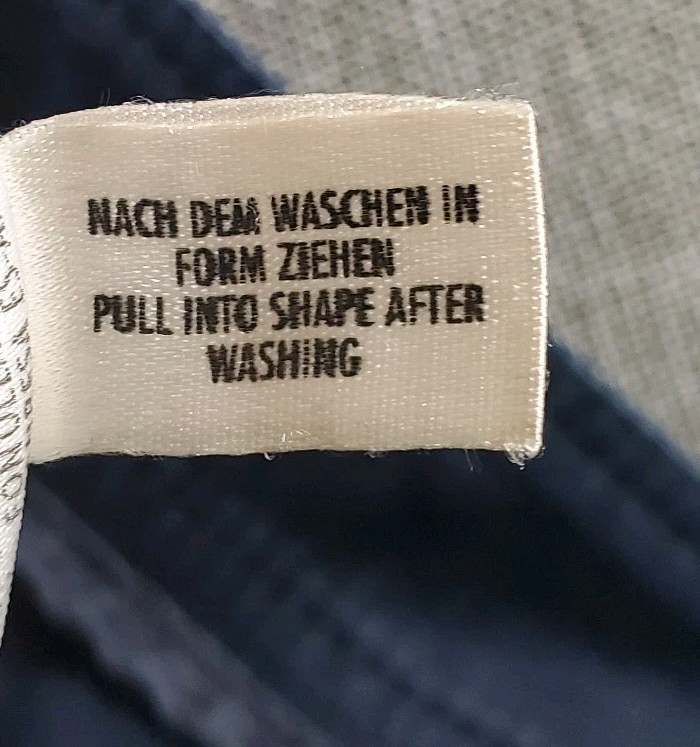 NACH DEM WASCHEN IN
FORM ZIEHEN
PULL INTO SHAPE AFTER
WASHING